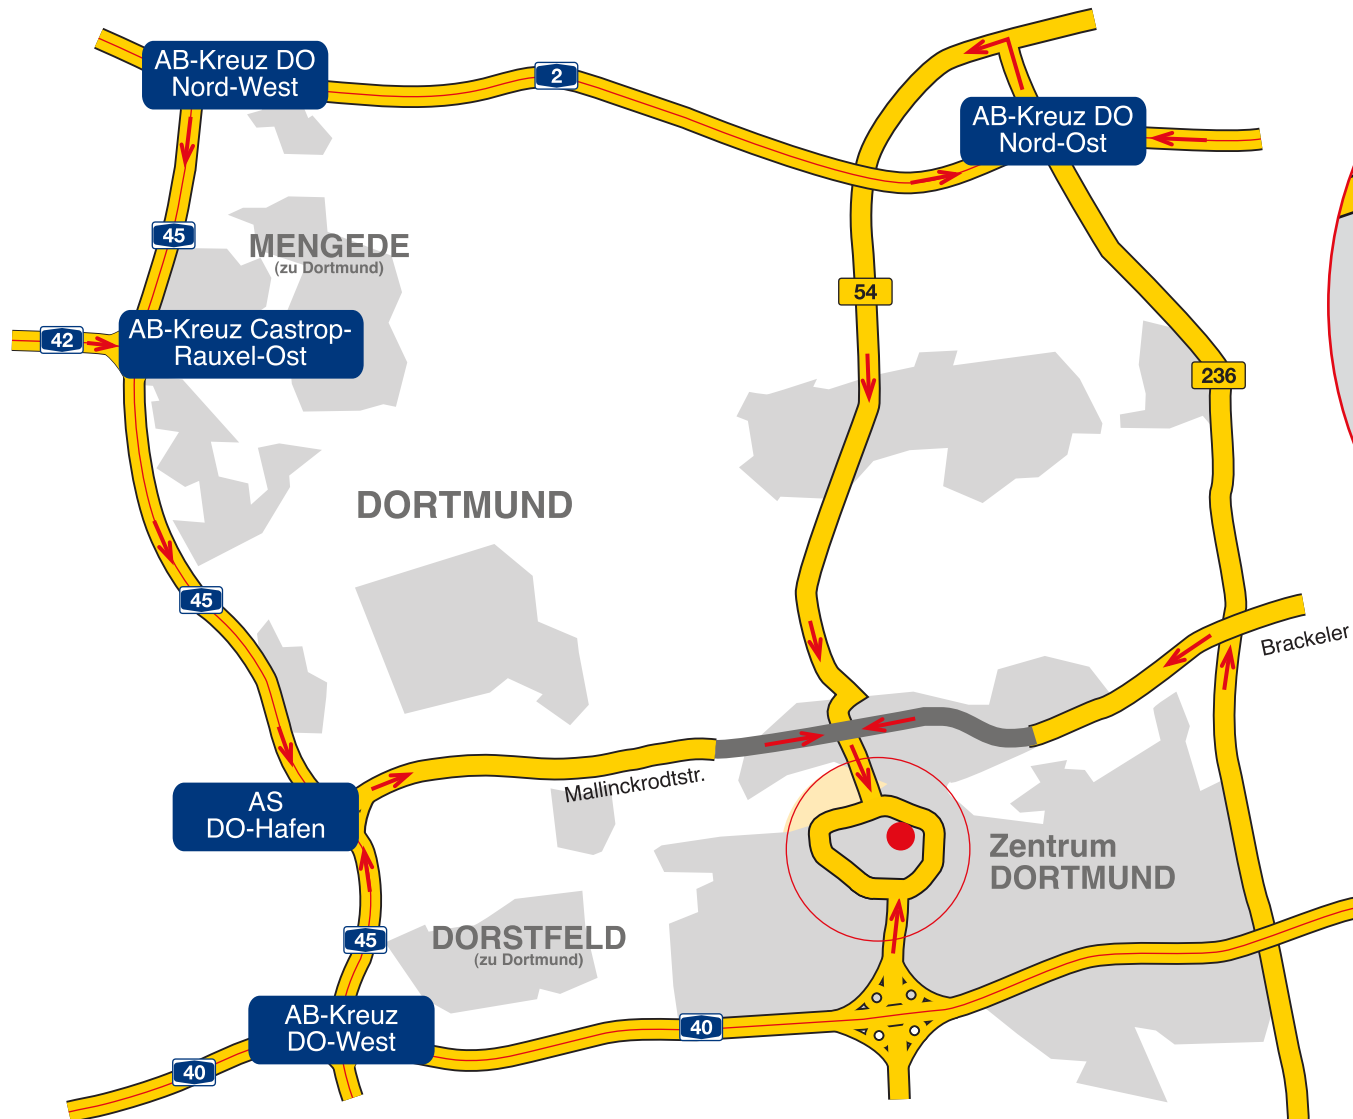 AB-Kreuz DO
Nord-West
2
AB-Kreuz DO
Nord-Ost
45
MENGEDE
(zu Dortmund)
54
42
AB-Kreuz Castrop-
Rauxel-Ost
236
DORTMUND
45
Brackeler
Mallinckrodtstr.
AS
DO-Hafen
Zentrum
DORTMUND
45
DORSTFELD
(zu Dortmund)
AB-Kreuz
DO-West
40
40